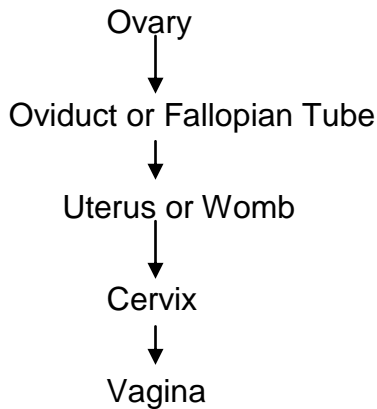 Ovary
Oviduct or Fallopian Tube
Uterus or Womb
Cervix
Vagina